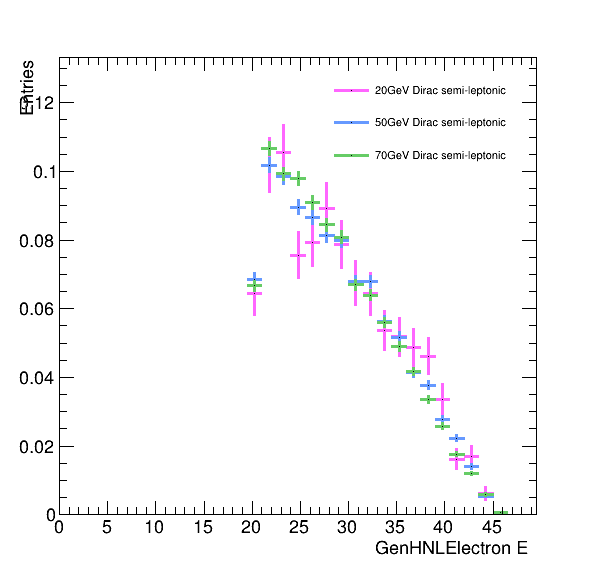 Entries
0.12
0.1
0.08
0.06
0.04
0.02
0
20GeV Dirac semi-leptonic
50GeV Dirac semi-leptonic
70GeV Dirac semi-leptonic
0 5 10 15 20 25 30 35 40 45
GenHNLElectron E